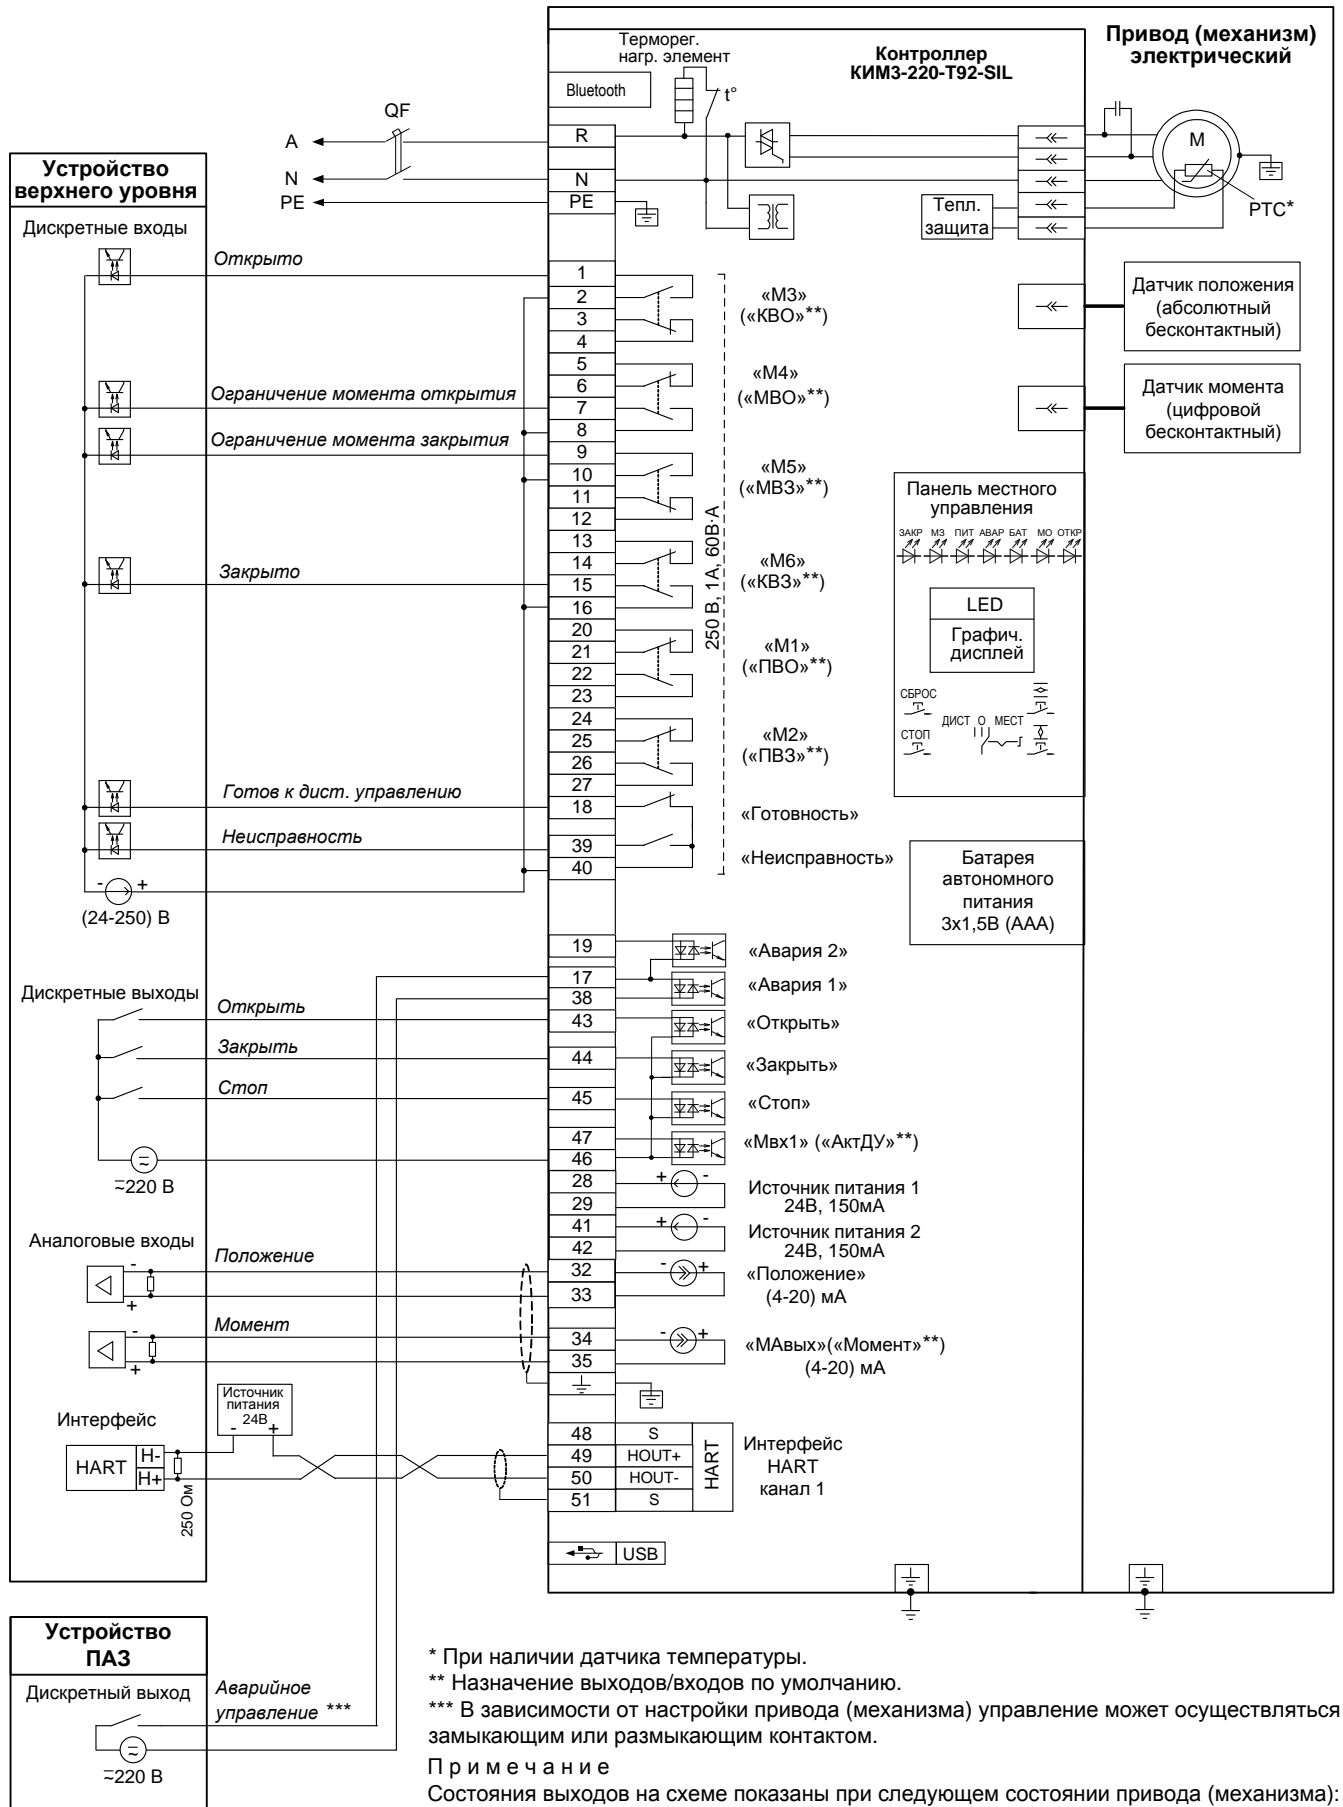 Привод (механизм)
электрический
Контроллер
КИМ3-220-Т92-SIL
Терморег.
нагр. элемент
Bluetooth
t°
QF
A
N
PE
R
N
PE
M
PTC*
Тепл.
защита
Устройство
верхнего уровня
Дискретные входы
Открыто
1
2
3
4
«М3»
(«КВО»**)
Датчик положения
(абсолютный
бесконтактный)
5
6
7
8
«М4»
(«МВО»**)
Ограничение момента открытия
Датчик момента
(цифровой
бесконтактный)
Ограничение момента закрытия
9
10
11
12
«М5»
(«МВЗ»**)
250 В, 1А, 60В·А
Панель местного
управления
ЗАКР МЗ ПИТ АВАР БАТ МО ОТКР
LED
Графич.
дисплей
СБРОС
СТОП
ДИСТ О МЕСТ
13
14
15
16
«М6»
(«КВЗ»**)
Закрыто
20
21
22
23
«М1»
(«ПВО»**)
24
25
26
27
«М2»
(«ПВЗ»**)
Готов к дист. управлению
18
«Готовность»
Неисправность
39
40
«Неисправность»
Батарея
автономного
питания
3х1,5В (ААА)
- +
(24-250) В
19
«Авария 2»
17
38
«Авария 1»
Дискретные выходы
Открыть
43
«Открыть»
Закрыть
44
«Закрыть»
Стоп
45
«Стоп»
47
46
«Мвх1» («АктДУ»**)
≂220 В
28
29
+ -
Источник питания 1
24В, 150мА
41
42
+ -
Источник питания 2
24В, 150мА
Аналоговые входы
Положение
-
+
32
33
- +
«Положение»
(4-20) мА
Момент
-
+
34
35
- +
«МАвых»(«Момент»**)
(4-20) мА
Источник
питания
24В
- +
Интерфейс
HART
H-
H+
250 Ом
48 S
49 HOUT+
50 HOUT-
51 S
HART
Интерфейс
HART
канал 1
USB
Устройство
ПАЗ
Дискретный выход
Аварийное
управление ***
≂220 В
* При наличии датчика температуры.
** Назначение выходов/входов по умолчанию.
*** В зависимости от настройки привода (механизма) управление может осуществляться
замыкающим или размыкающим контактом.
П р и м е ч а н и е
Состояния выходов на схеме показаны при следующем состоянии привода (механизма):